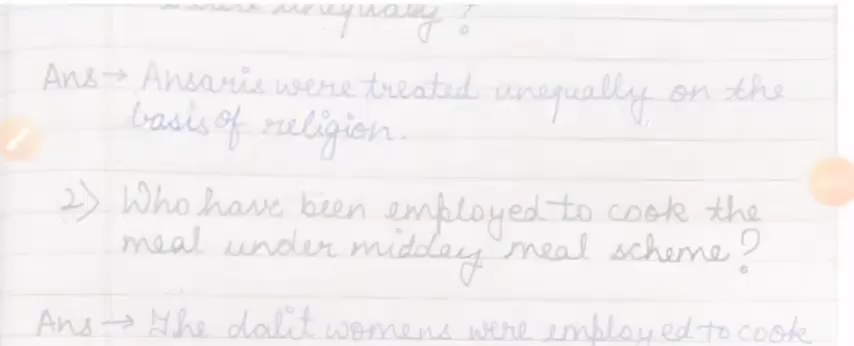 unequally?
Ans → Ansaris were treated unequally on the
basis of religion.
2) Who have been employed to cook the
meal under midday meal scheme?
Ans → The dalit womens were employed to cook